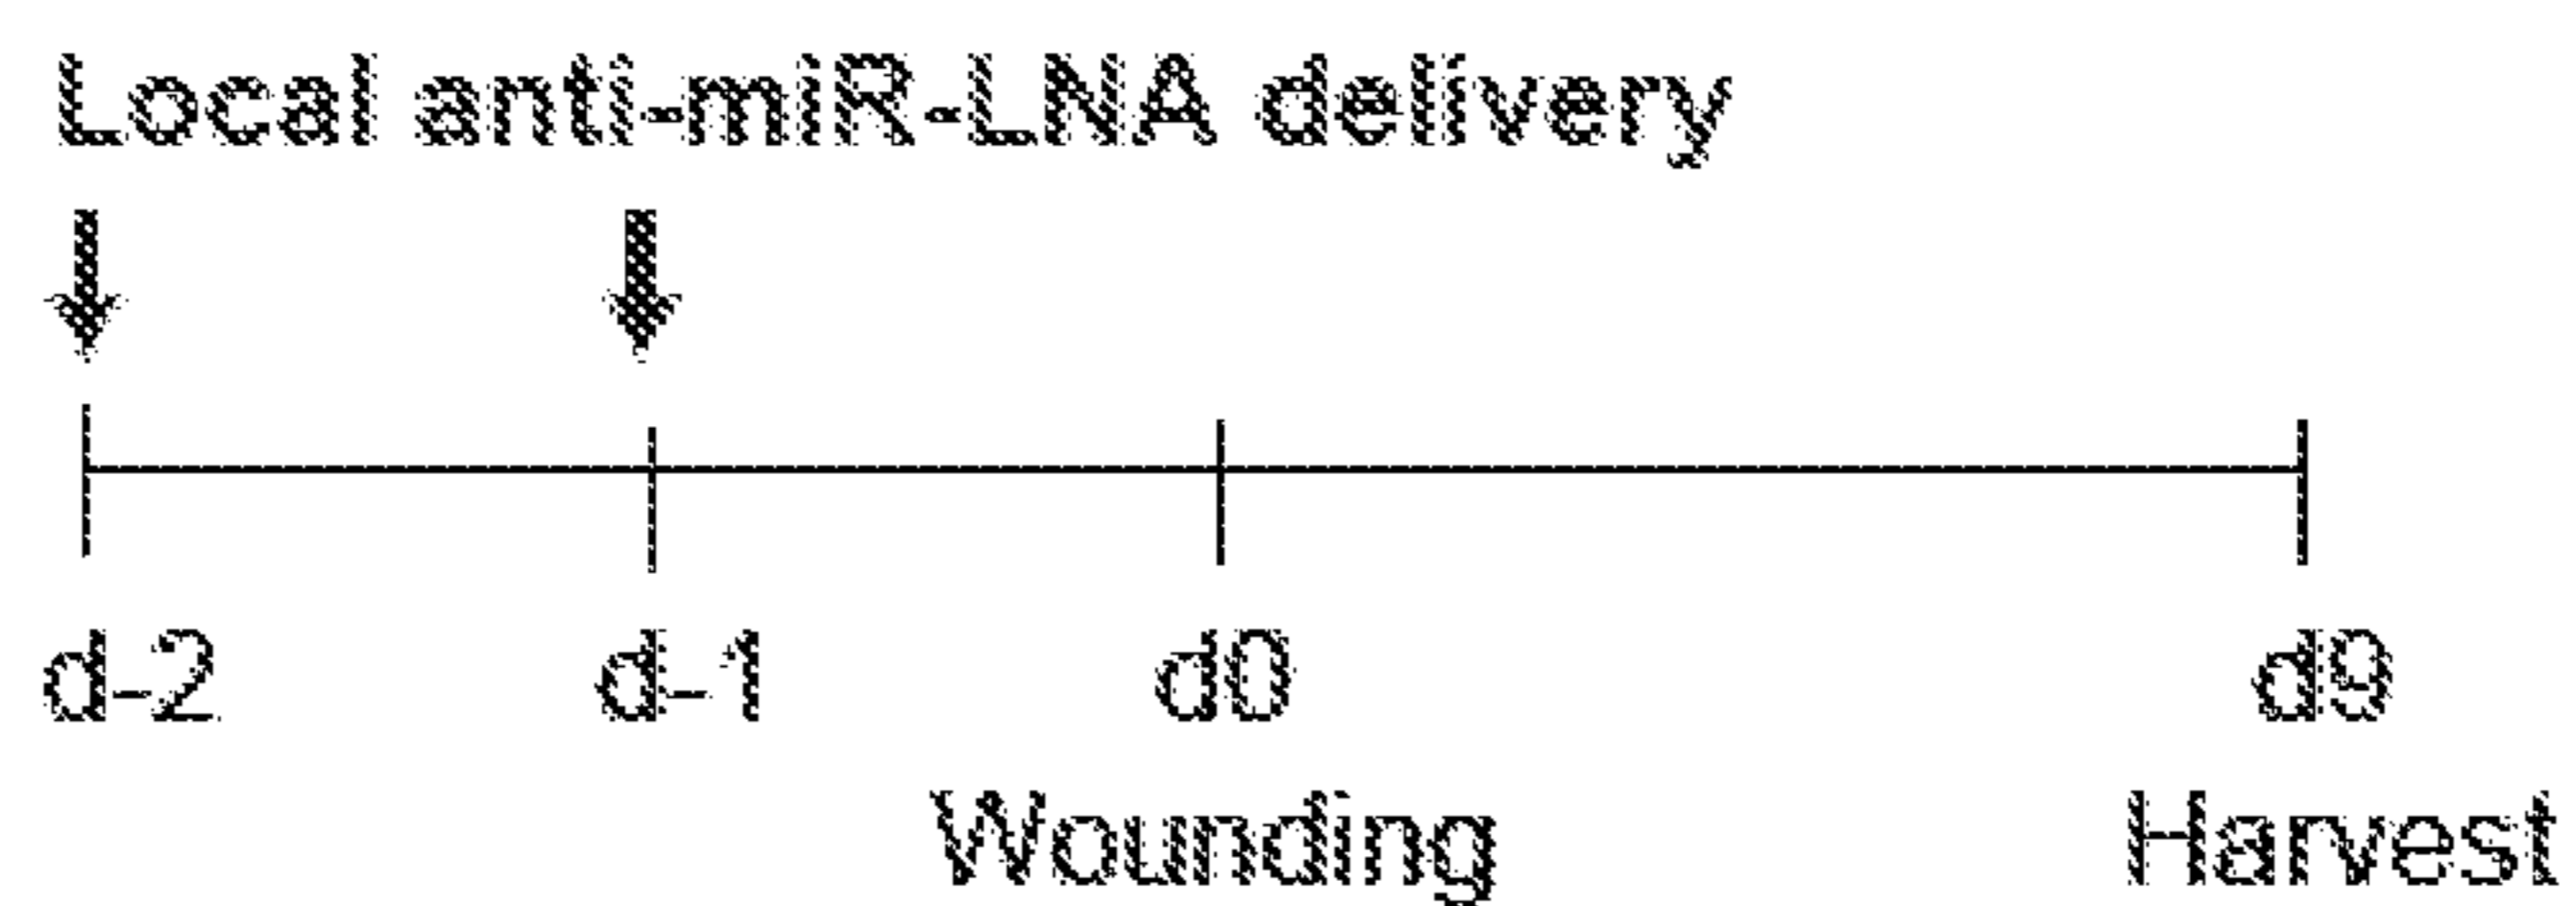 Local anti-miR-LNA delivery
d-2 d-1 d0 d9
Wounding Harvest